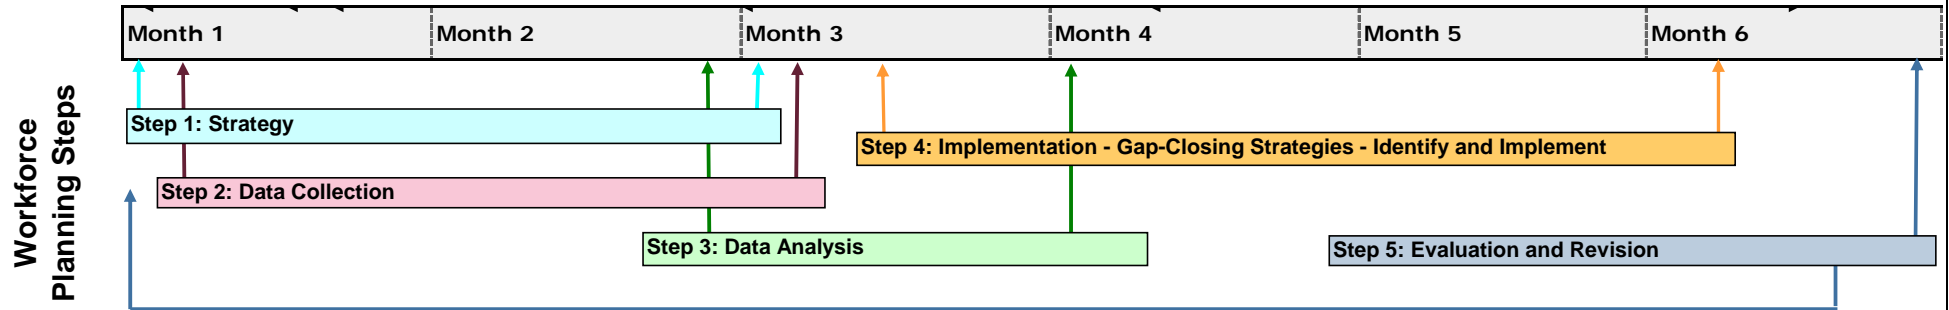 Month 1
Month 2
Month 3
Month 4
Month 5
Month 6
Workforce
Planning Steps
Step 1: Strategy
Step 4: Implementation - Gap-Closing Strategies - Identify and Implement
Step 2: Data Collection
Step 3: Data Analysis
Step 5: Evaluation and Revision